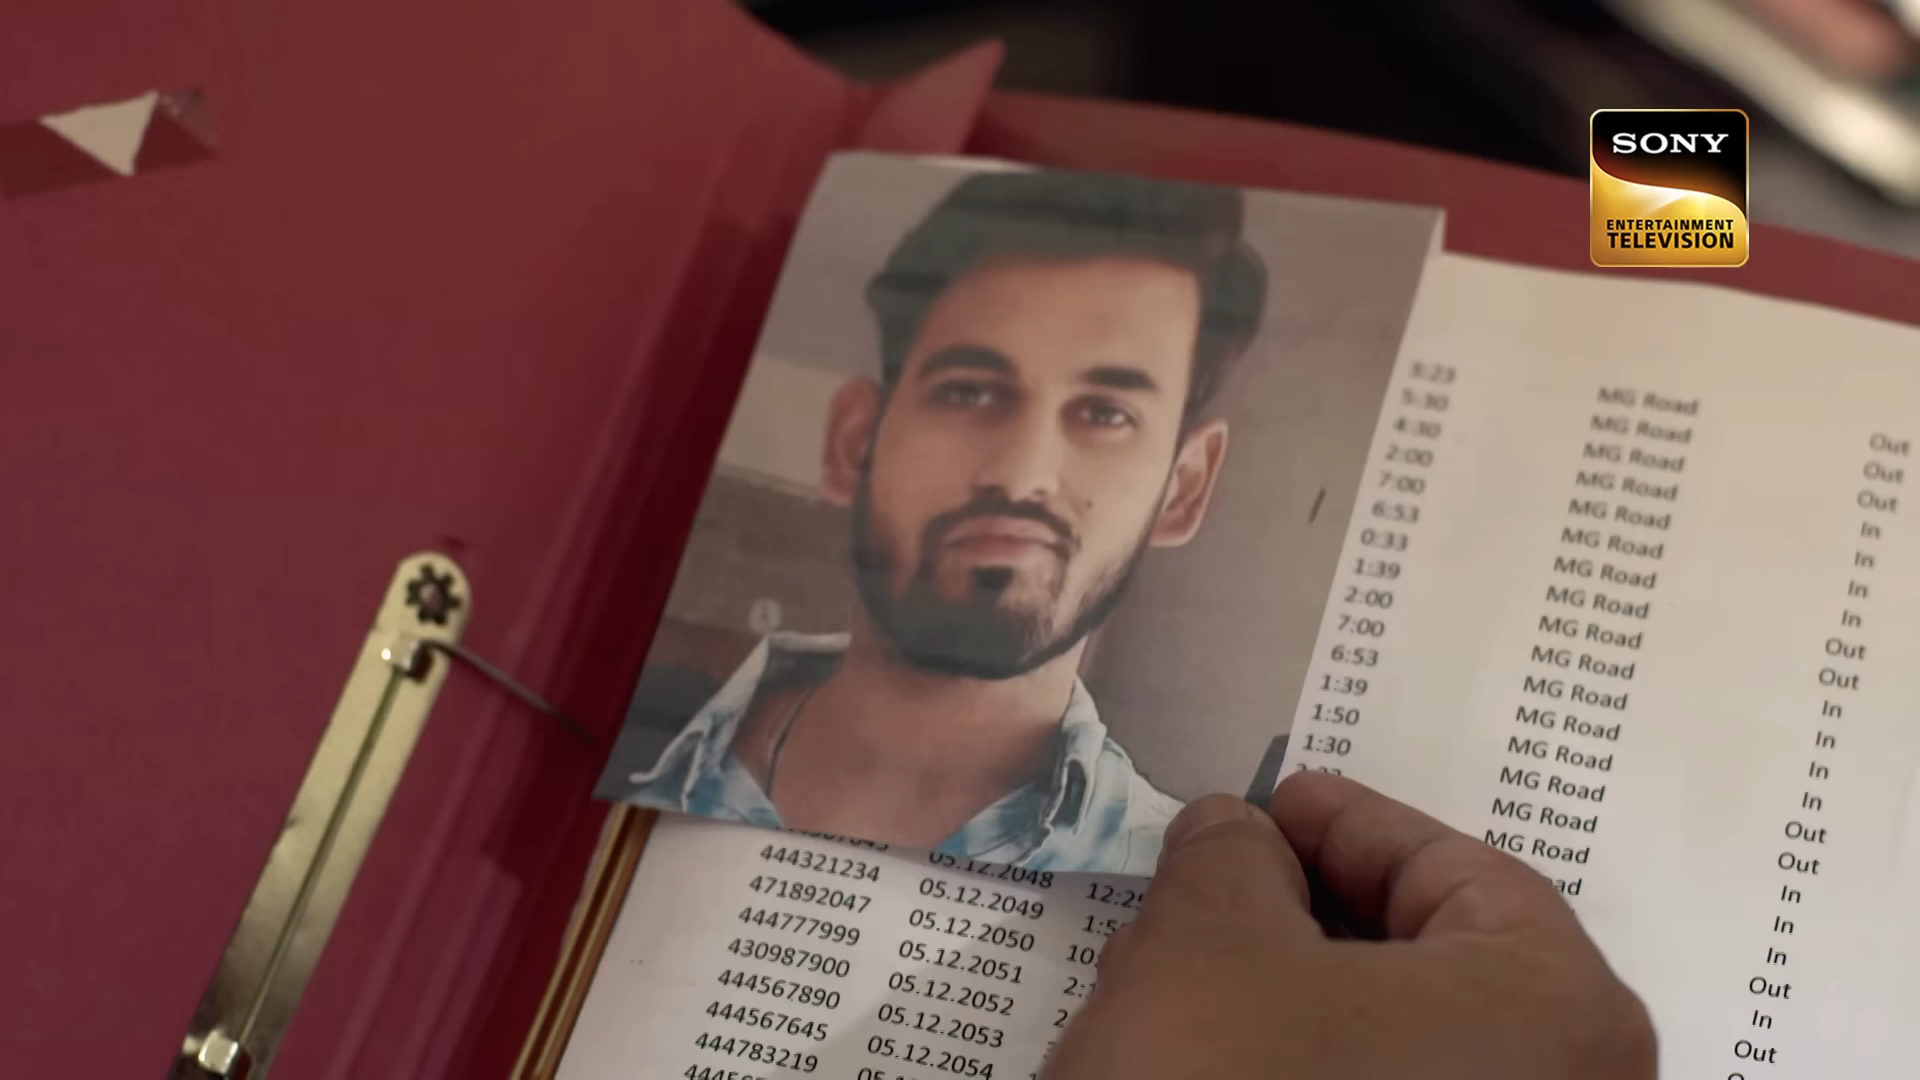 SONY
ENTERTAINMENT
TELEVISION
3:23 MG Road Out
5:30 MG Road Out
4:30 MG Road Out
2:00 MG Road In
7:00 MG Road In
6:53 MG Road In
0:33 MG Road In
1:39 MG Road Out
2:00 MG Road Out
7:00 MG Road In
6:53 MG Road In
1:39 MG Road In
1:50 MG Road In
1:30 MG Road Out
MG Road Out
MG Road In
In
In
Out
In
Out
05.12.2048
444321234 05.12.2049
471892047 05.12.2050
444777999 05.12.2051
430987900 05.12.2052
444567890 05.12.2053
444567645 05.12.2054
444783219